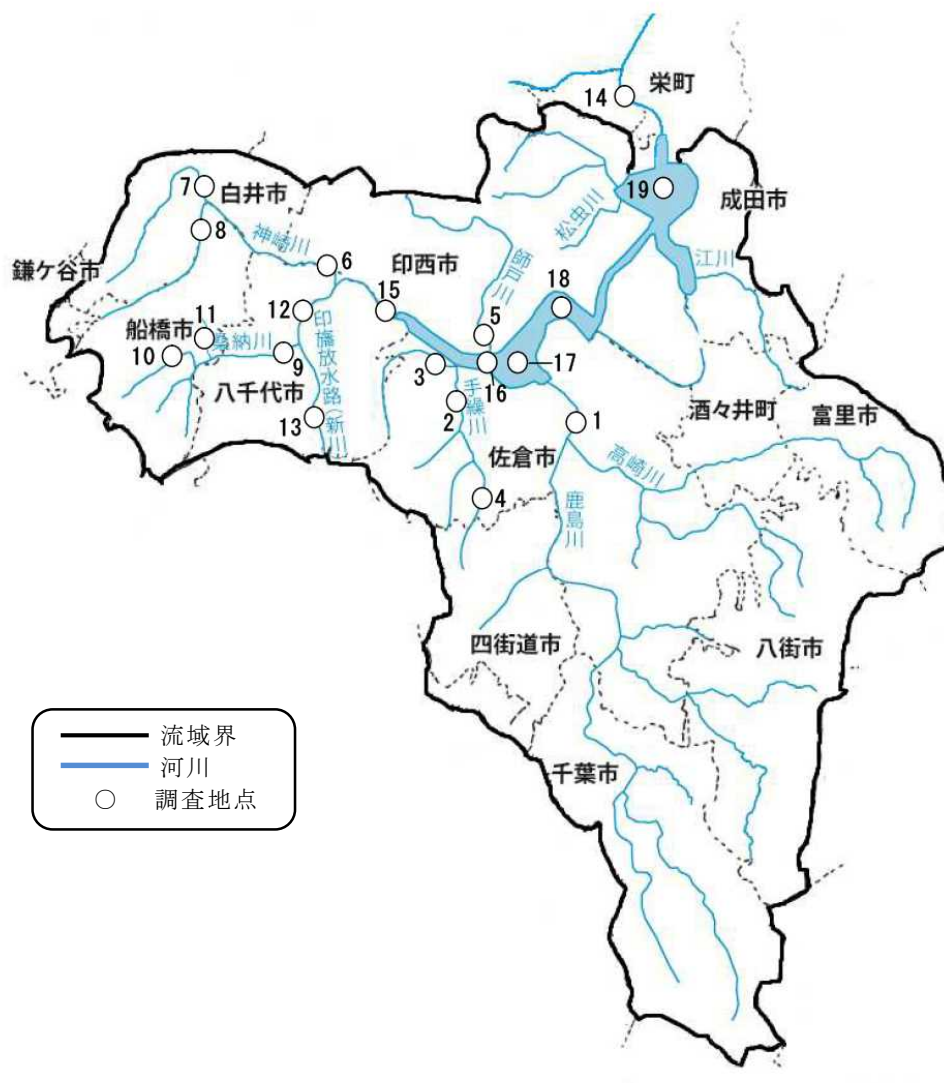 栄町
14
成田市
19
7
白井市
8
神崎川
松虫川
師戸川
江川
鎌ケ谷市
6
印西市
18
15
12
5
船橋市
11
桑納川
10
9
印旛放水路(新川)
八千代市
3
16
17
手繰川
2
13
1
酒々井町
富里市
佐倉市
高崎川
4
鹿島川
四街道市
八街市
千葉市
流域界
河川
調査地点